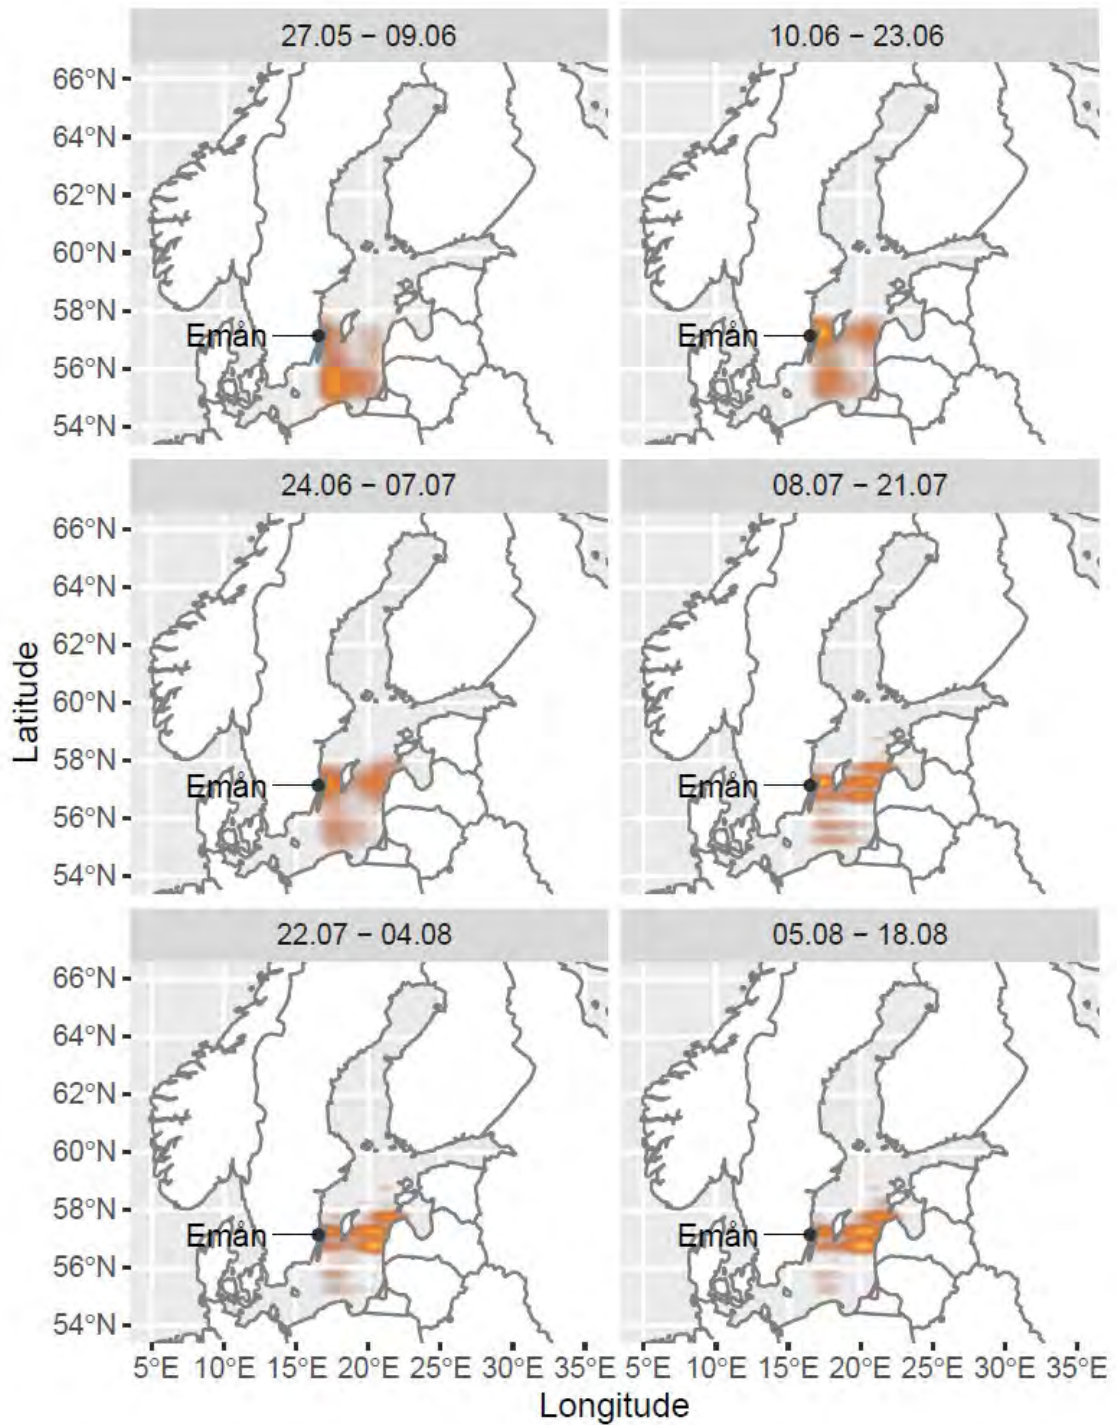 27.05 − 09.06
10.06 − 23.06
66°N
64°N
62°N
60°N
58°N
56°N
54°N
Emån
Emån
24.06 − 07.07
08.07 − 21.07
66°N
64°N
62°N
60°N
58°N
56°N
54°N
Emån
Emån
Latitude
22.07 − 04.08
05.08 − 18.08
66°N
64°N
62°N
60°N
58°N
56°N
54°N
Emån
Emån
5°E 10°E 15°E 20°E 25°E 30°E 35°E 5°E 10°E 15°E 20°E 25°E 30°E 35°E
Longitude